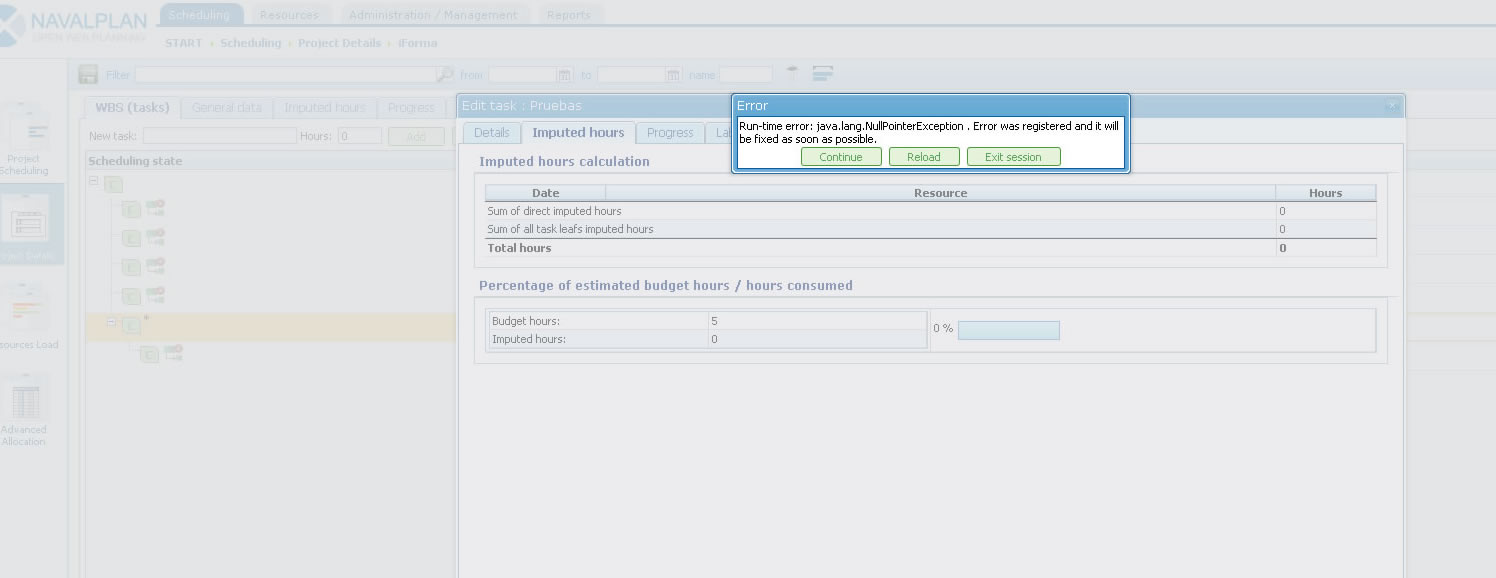 NAVALPLAN
OPEN WEB PLANNING
Scheduling
Resources
Administration / Management
Reports
START › Scheduling › Project Details › iForma
Filter
from
to
name
WBS (tasks)
General data
Imputed hours
Progress
New task:
Hours: 0
Add
Scheduling state
Project
Scheduling
Project Details
Resources Load
Advanced
Allocation
Edit task : Pruebas
Details
Imputed hours
Progress
Lab
Error
Run-time error: java.lang.NullPointerException . Error was registered and it will
be fixed as soon as possible.
Continue
Reload
Exit session
Imputed hours calculation
Date
Resource
Hours
Sum of direct imputed hours
0
Sum of all task leafs imputed hours
0
Total hours
0
Percentage of estimated budget hours / hours consumed
Budget hours:
5
Imputed hours:
0
0 %